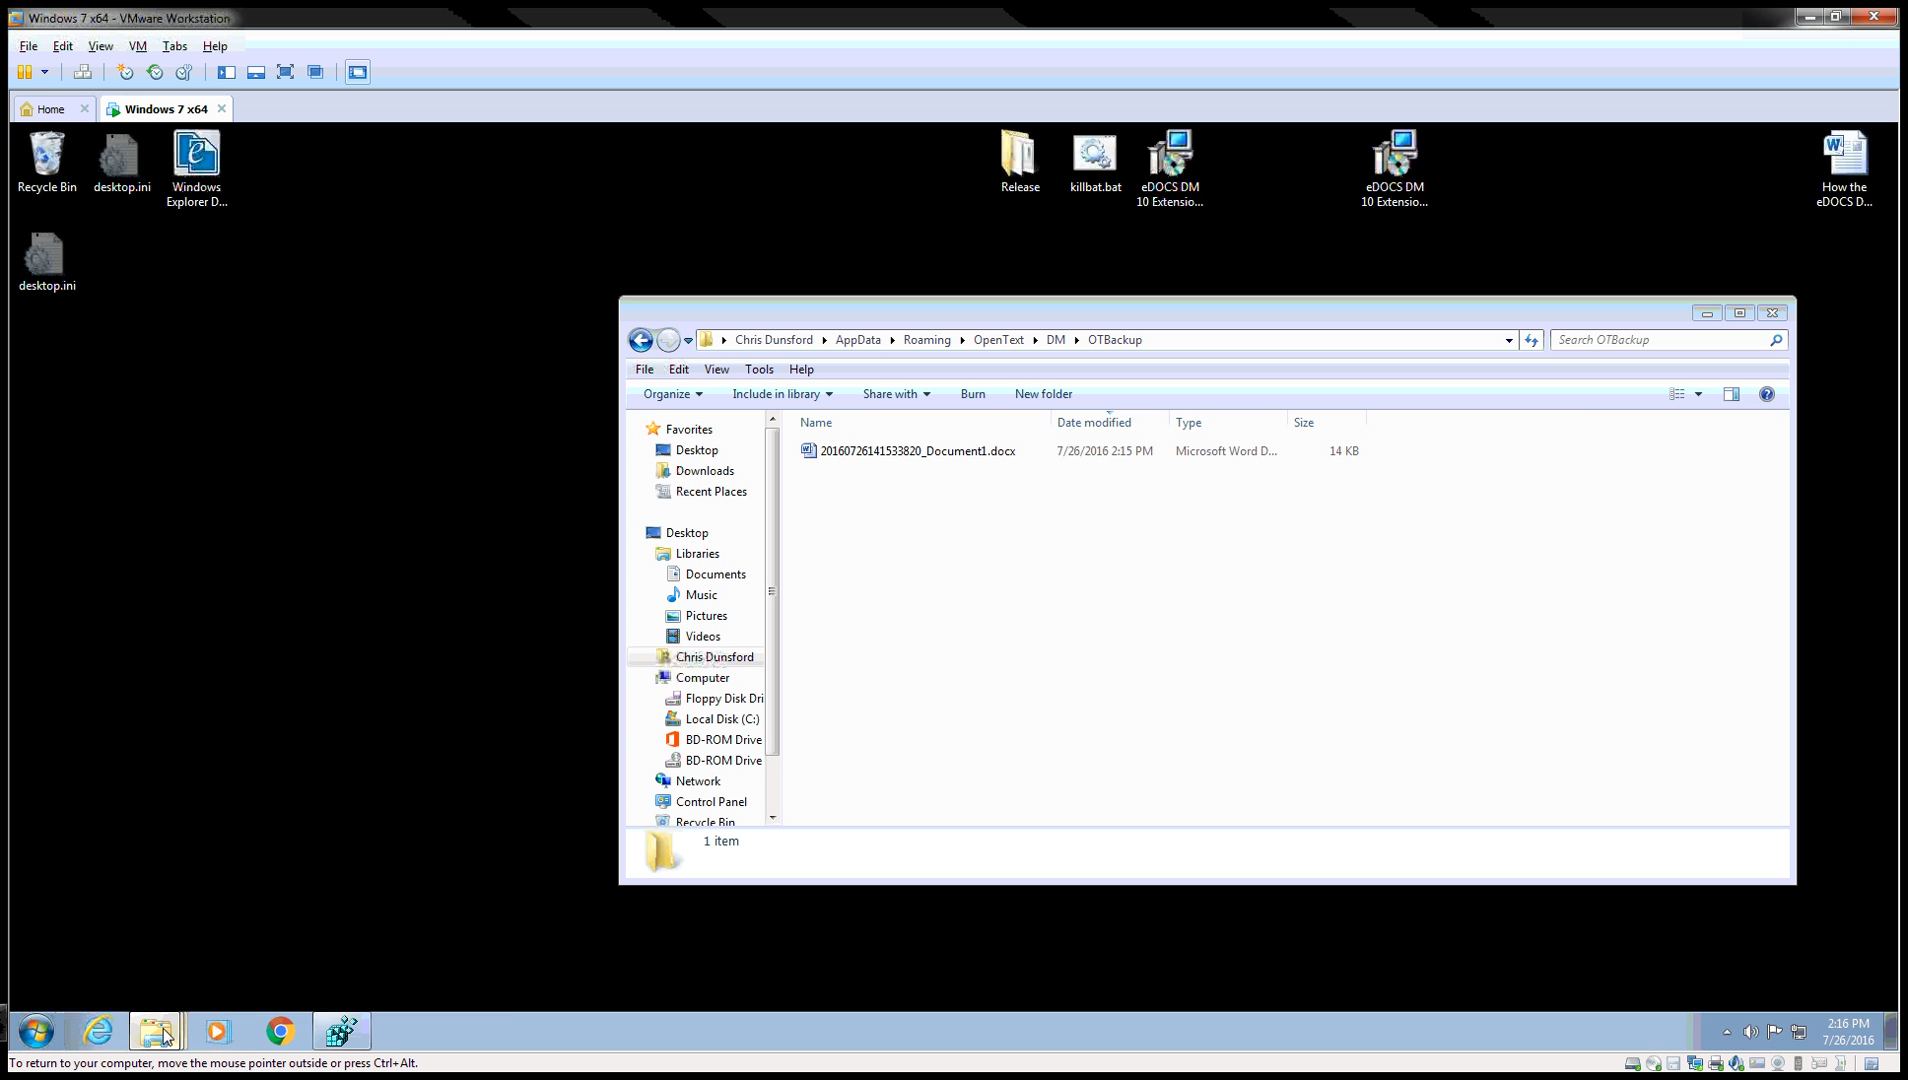 Windows 7 x64 - VMware Workstation
File Edit View VM Tabs Help
Home
Windows 7 x64
Recycle Bin
desktop.ini
Windows
Explorer D...
Release
killbat.bat
eDOCS DM
10 Extensio...
eDOCS DM
10 Extensio...
How the
eDOCS D...
desktop.ini
Chris Dunsford AppData Roaming OpenText DM OTBackup
Search OTBackup
File Edit View Tools Help
Organize Include in library Share with Burn New folder
Name Date modified Type Size
20160726141533820_Document1.docx 7/26/2016 2:15 PM Microsoft Word D... 14 KB
Favorites
Desktop
Downloads
Recent Places
Desktop
Libraries
Documents
Music
Pictures
Videos
Chris Dunsford
Computer
Floppy Disk Dri
Local Disk (C:)
BD-ROM Drive
BD-ROM Drive
Network
Control Panel
Recycle Bin
1 item
2:16 PM
7/26/2016
To return to your computer, move the mouse pointer outside or press Ctrl+Alt.